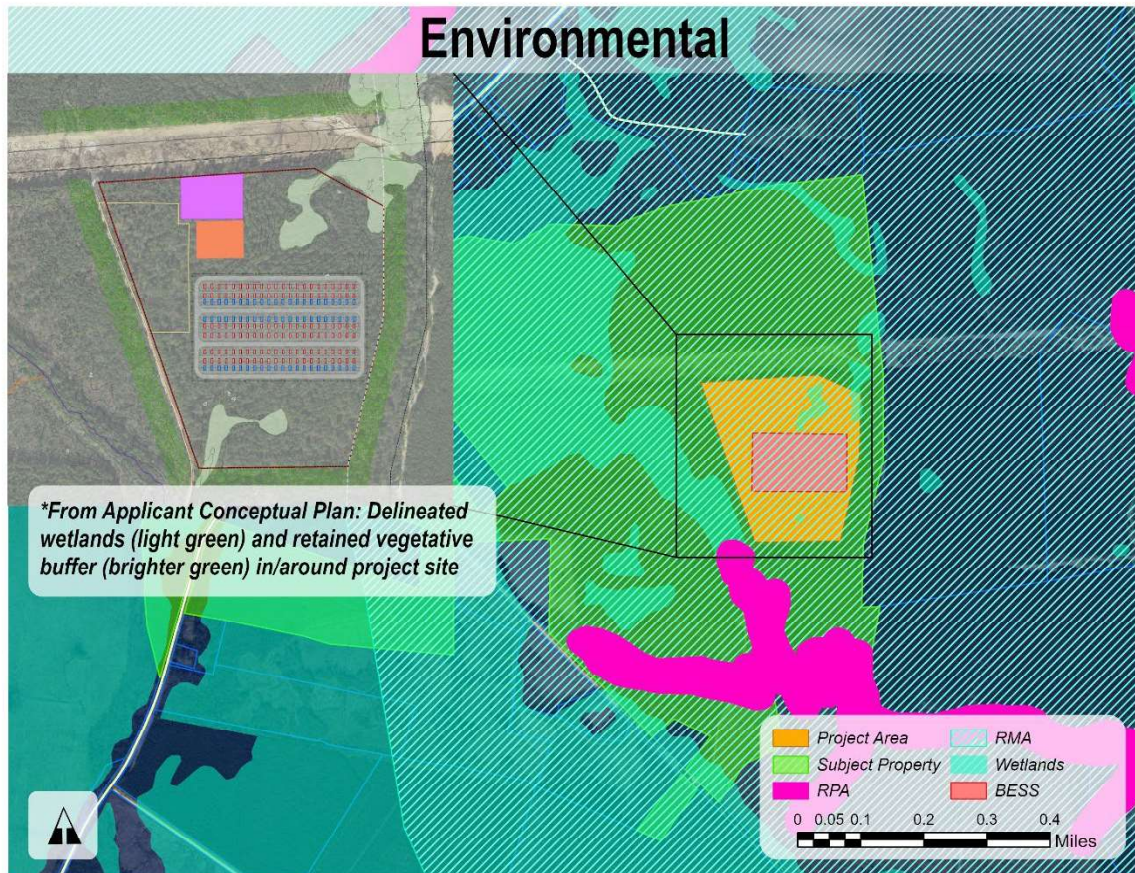 Environmental
*From Applicant Conceptual Plan: Delineated
wetlands (light green) and retained vegetative
buffer (brighter green) in/around project site
Project Area
Subject Property
RPA
RMA
Wetlands
BESS
0 0.05 0.1 0.2 0.3 0.4
Miles